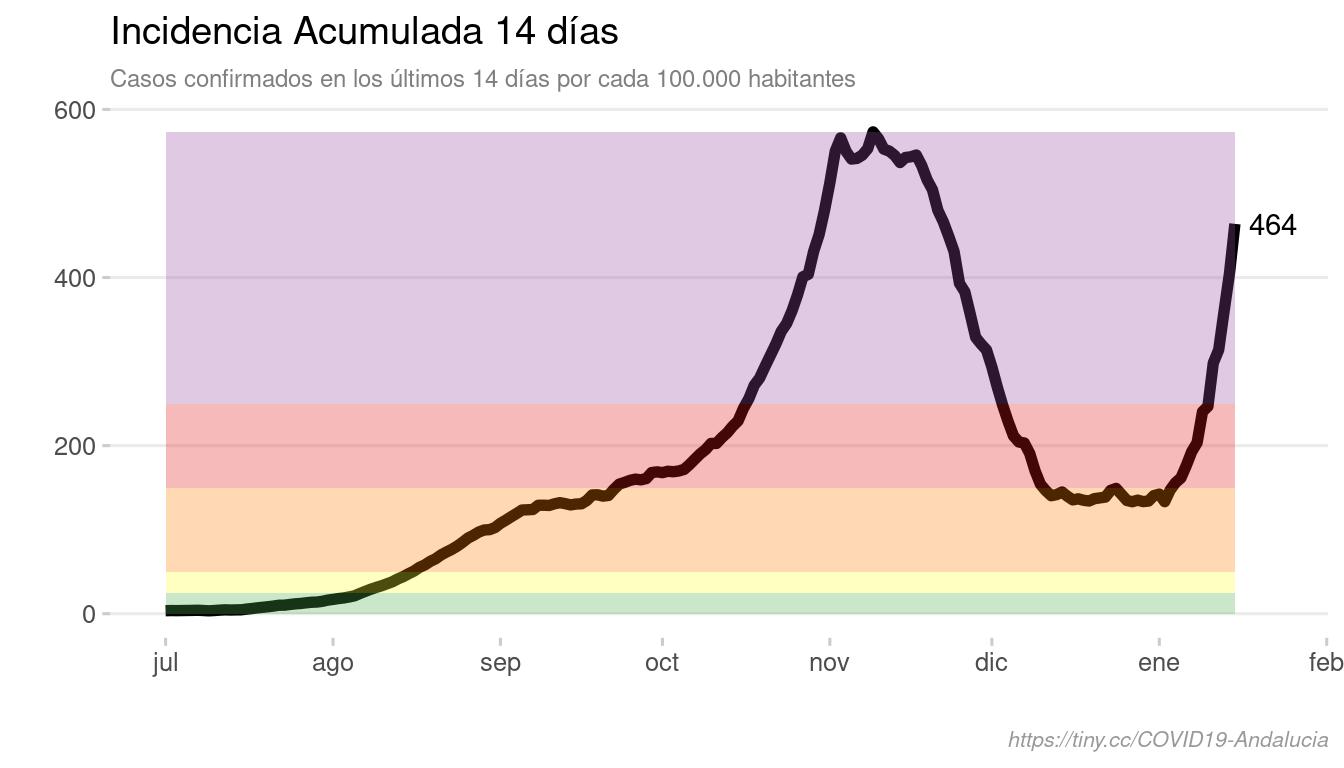 Incidencia Acumulada 14 días
Casos confirmados en los últimos 14 días por cada 100.000 habitantes
600
400
200
0
464
jul ago sep oct nov dic ene feb
https://tiny.cc/COVID19-Andalucia